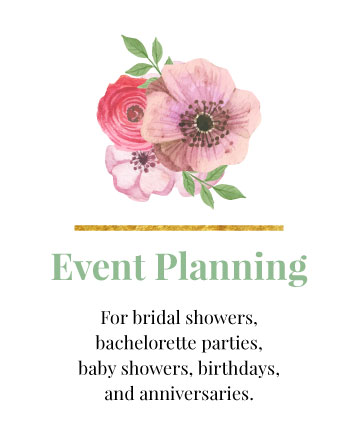 Event Planning
For bridal showers,
bachelorette parties,
baby showers, birthdays,
and anniversaries.